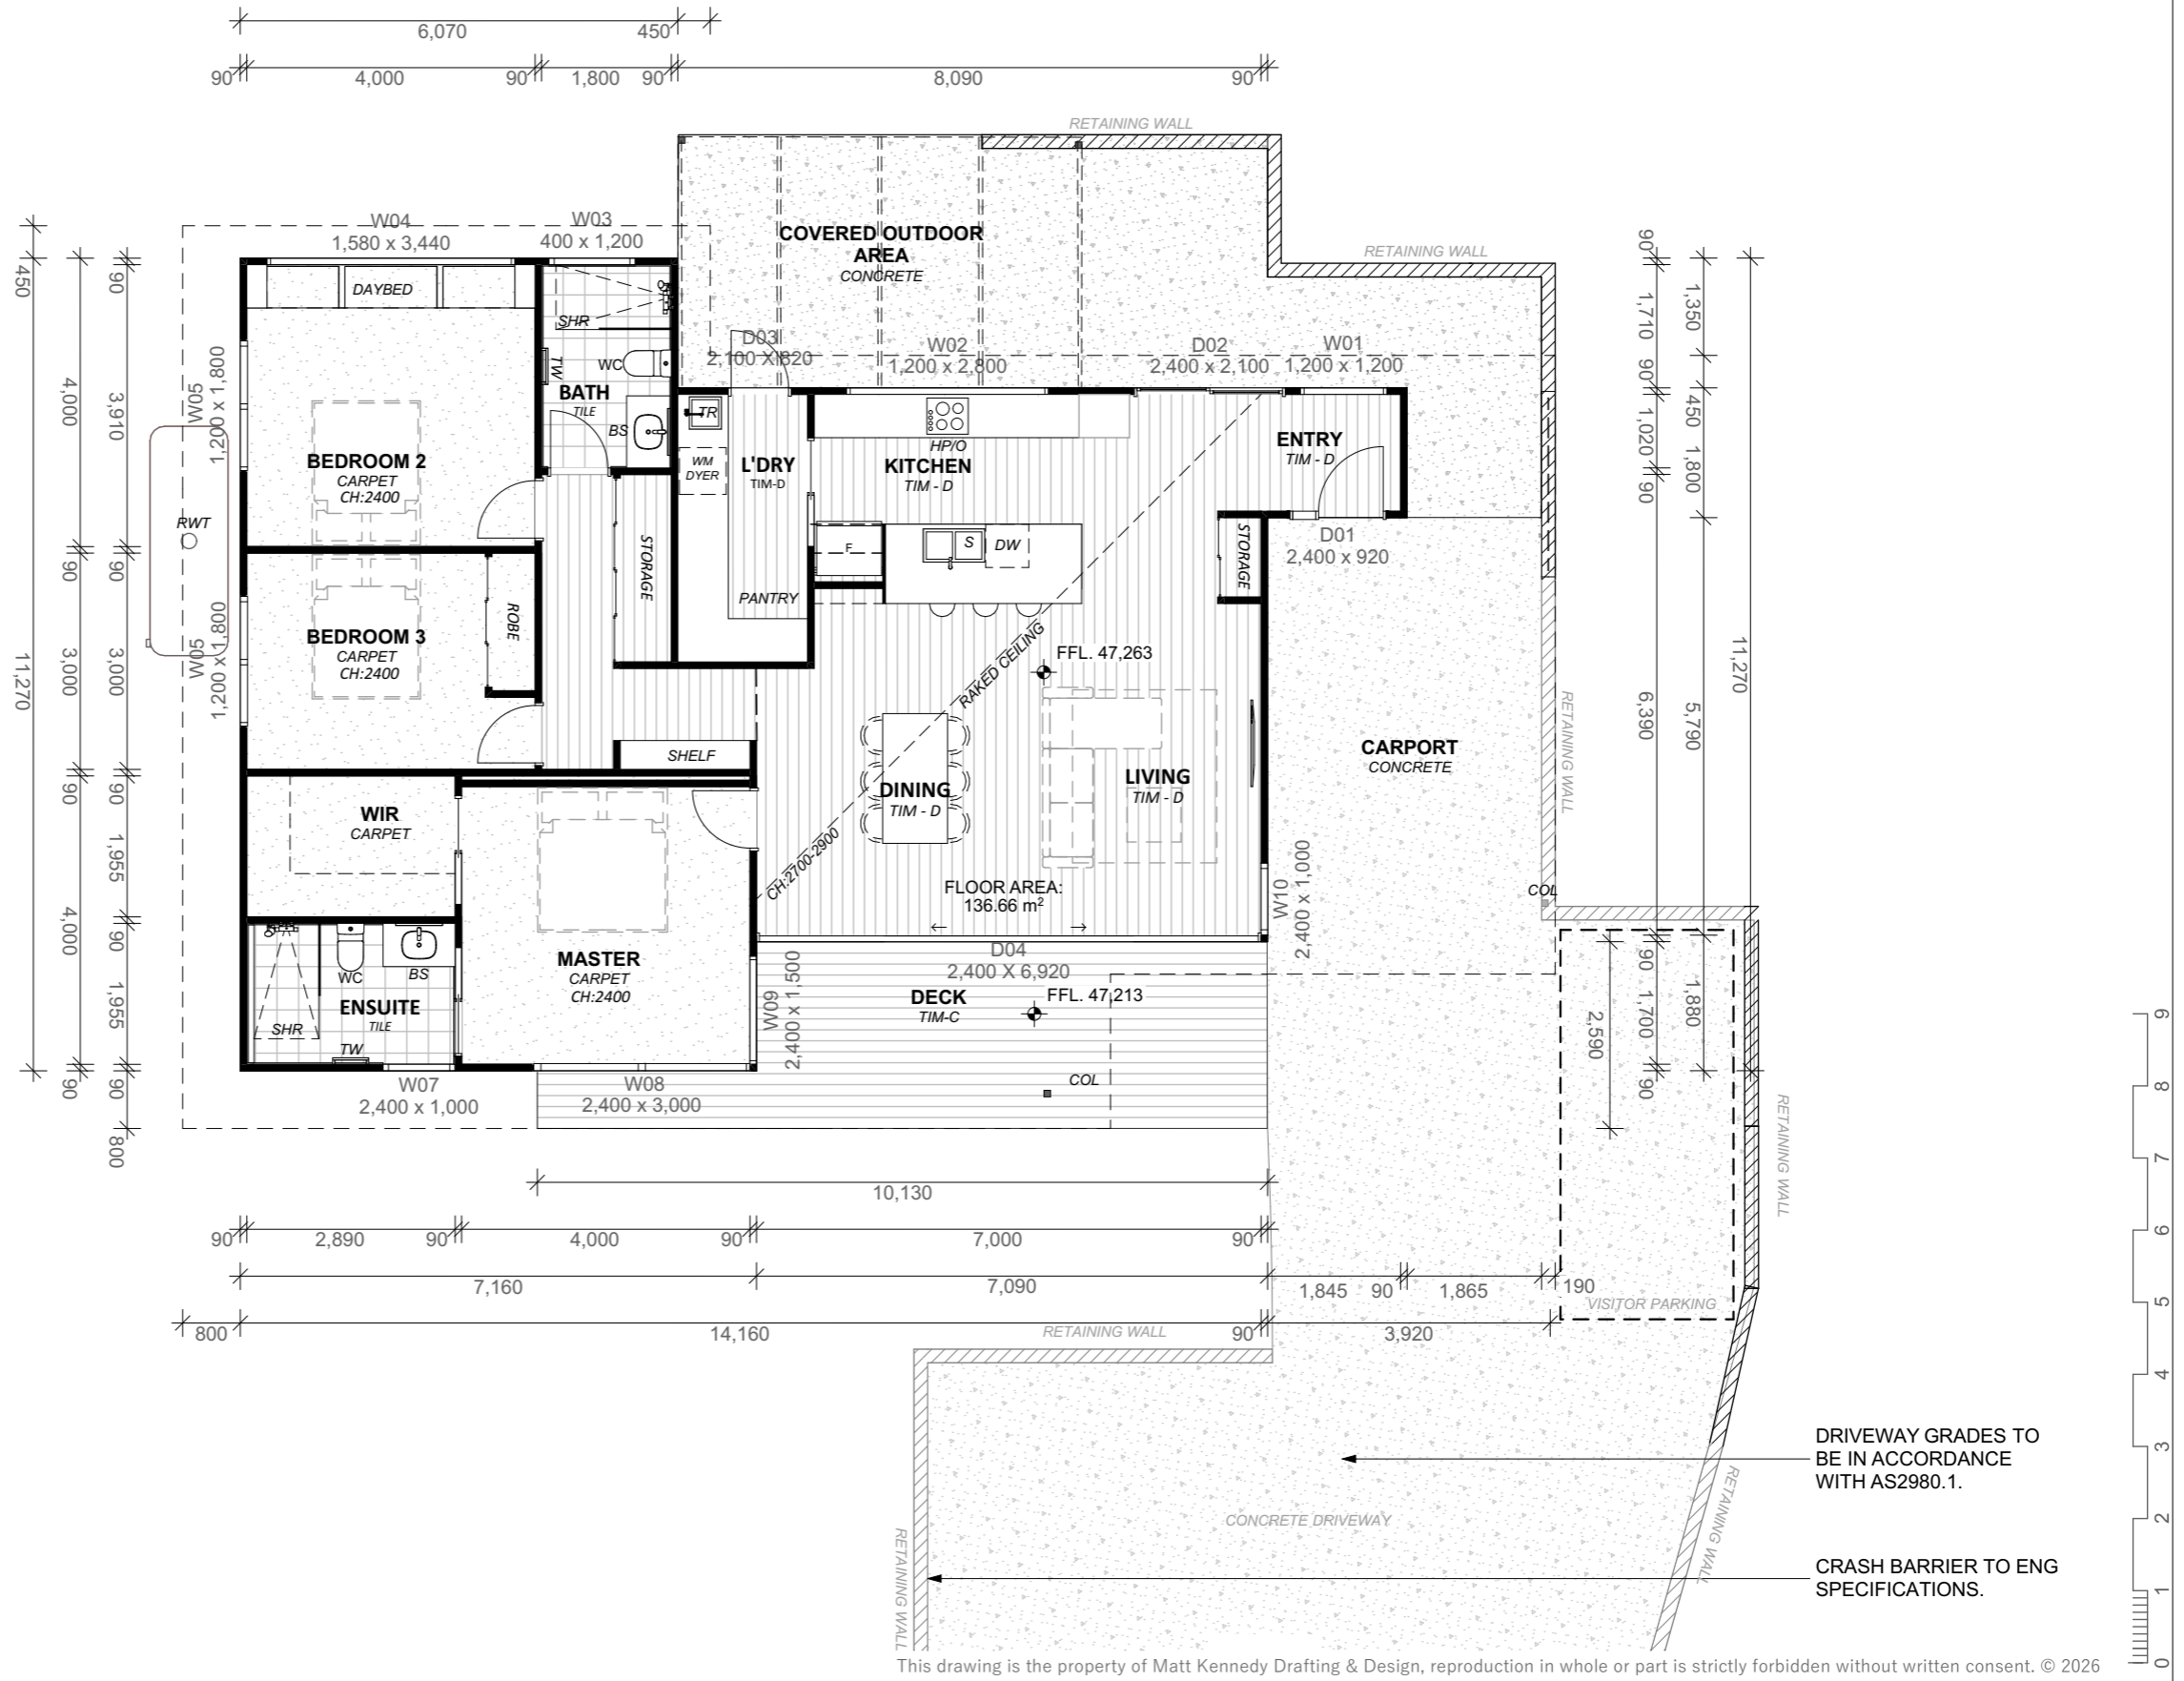 6,070
450
90
4,000
90
1,800
90
8,090
90
RETAINING WALL
W04
1,580 x 3,440
W03
400 x 1,200
COVERED OUTDOOR
AREA
CONCRETE
RETAINING WALL
DAYBED
SHR
WC
TW
BATH
TILE
BS
D03
2,100 X 820
W02
1,200 x 2,800
D02
2,400 x 2,100
W01
1,200 x 1,200
TR
WM
DYER
L'DRY
TIM-D
HP/O
KITCHEN
TIM - D
ENTRY
TIM - D
D01
2,400 x 920
BEDROOM 2
CARPET
CH:2400
W05
1,200 x 1,800
RWT
STORAGE
F
S
DW
STORAGE
PANTRY
BEDROOM 3
CARPET
CH:2400
ROBE
W05
1,200 x 1,800
RAKED CEILING
CH:2700-2900
FFL. 47,263
SHELF
DINING
TIM - D
LIVING
TIM - D
CARPORT
CONCRETE
RETAINING WALL
WIR
CARPET
FLOOR AREA:
136.66 m²
W10
2,400 x 1,000
COL
MASTER
CARPET
CH:2400
WC
BS
ENSUITE
TILE
SHR
TW
W09
2,400 x 1,500
D04
2,400 X 6,920
DECK
TIM-C
FFL. 47,213
COL
W07
2,400 x 1,000
W08
2,400 x 3,000
450
11,270
4,000
90
3,000
90
4,000
90
90
3,910
90
3,000
90
1,955
90
1,955
90
800
90
1,710
90
1,020
90
6,390
90
1,700
90
1,350
450
1,800
5,790
1,880
11,270
2,590
RETAINING WALL
10,130
90
2,890
90
4,000
90
7,000
90
7,160
7,090
1,845
90
1,865
190
VISITOR PARKING
800
14,160
90
3,920
RETAINING WALL
DRIVEWAY GRADES TO
BE IN ACCORDANCE
WITH AS2980.1.
CONCRETE DRIVEWAY
RETAINING WALL
RETAINING WALL
CRASH BARRIER TO ENG
SPECIFICATIONS.
9
8
7
6
5
4
3
2
1
0
This drawing is the property of Matt Kennedy Drafting & Design, reproduction in whole or part is strictly forbidden without written consent. © 2026